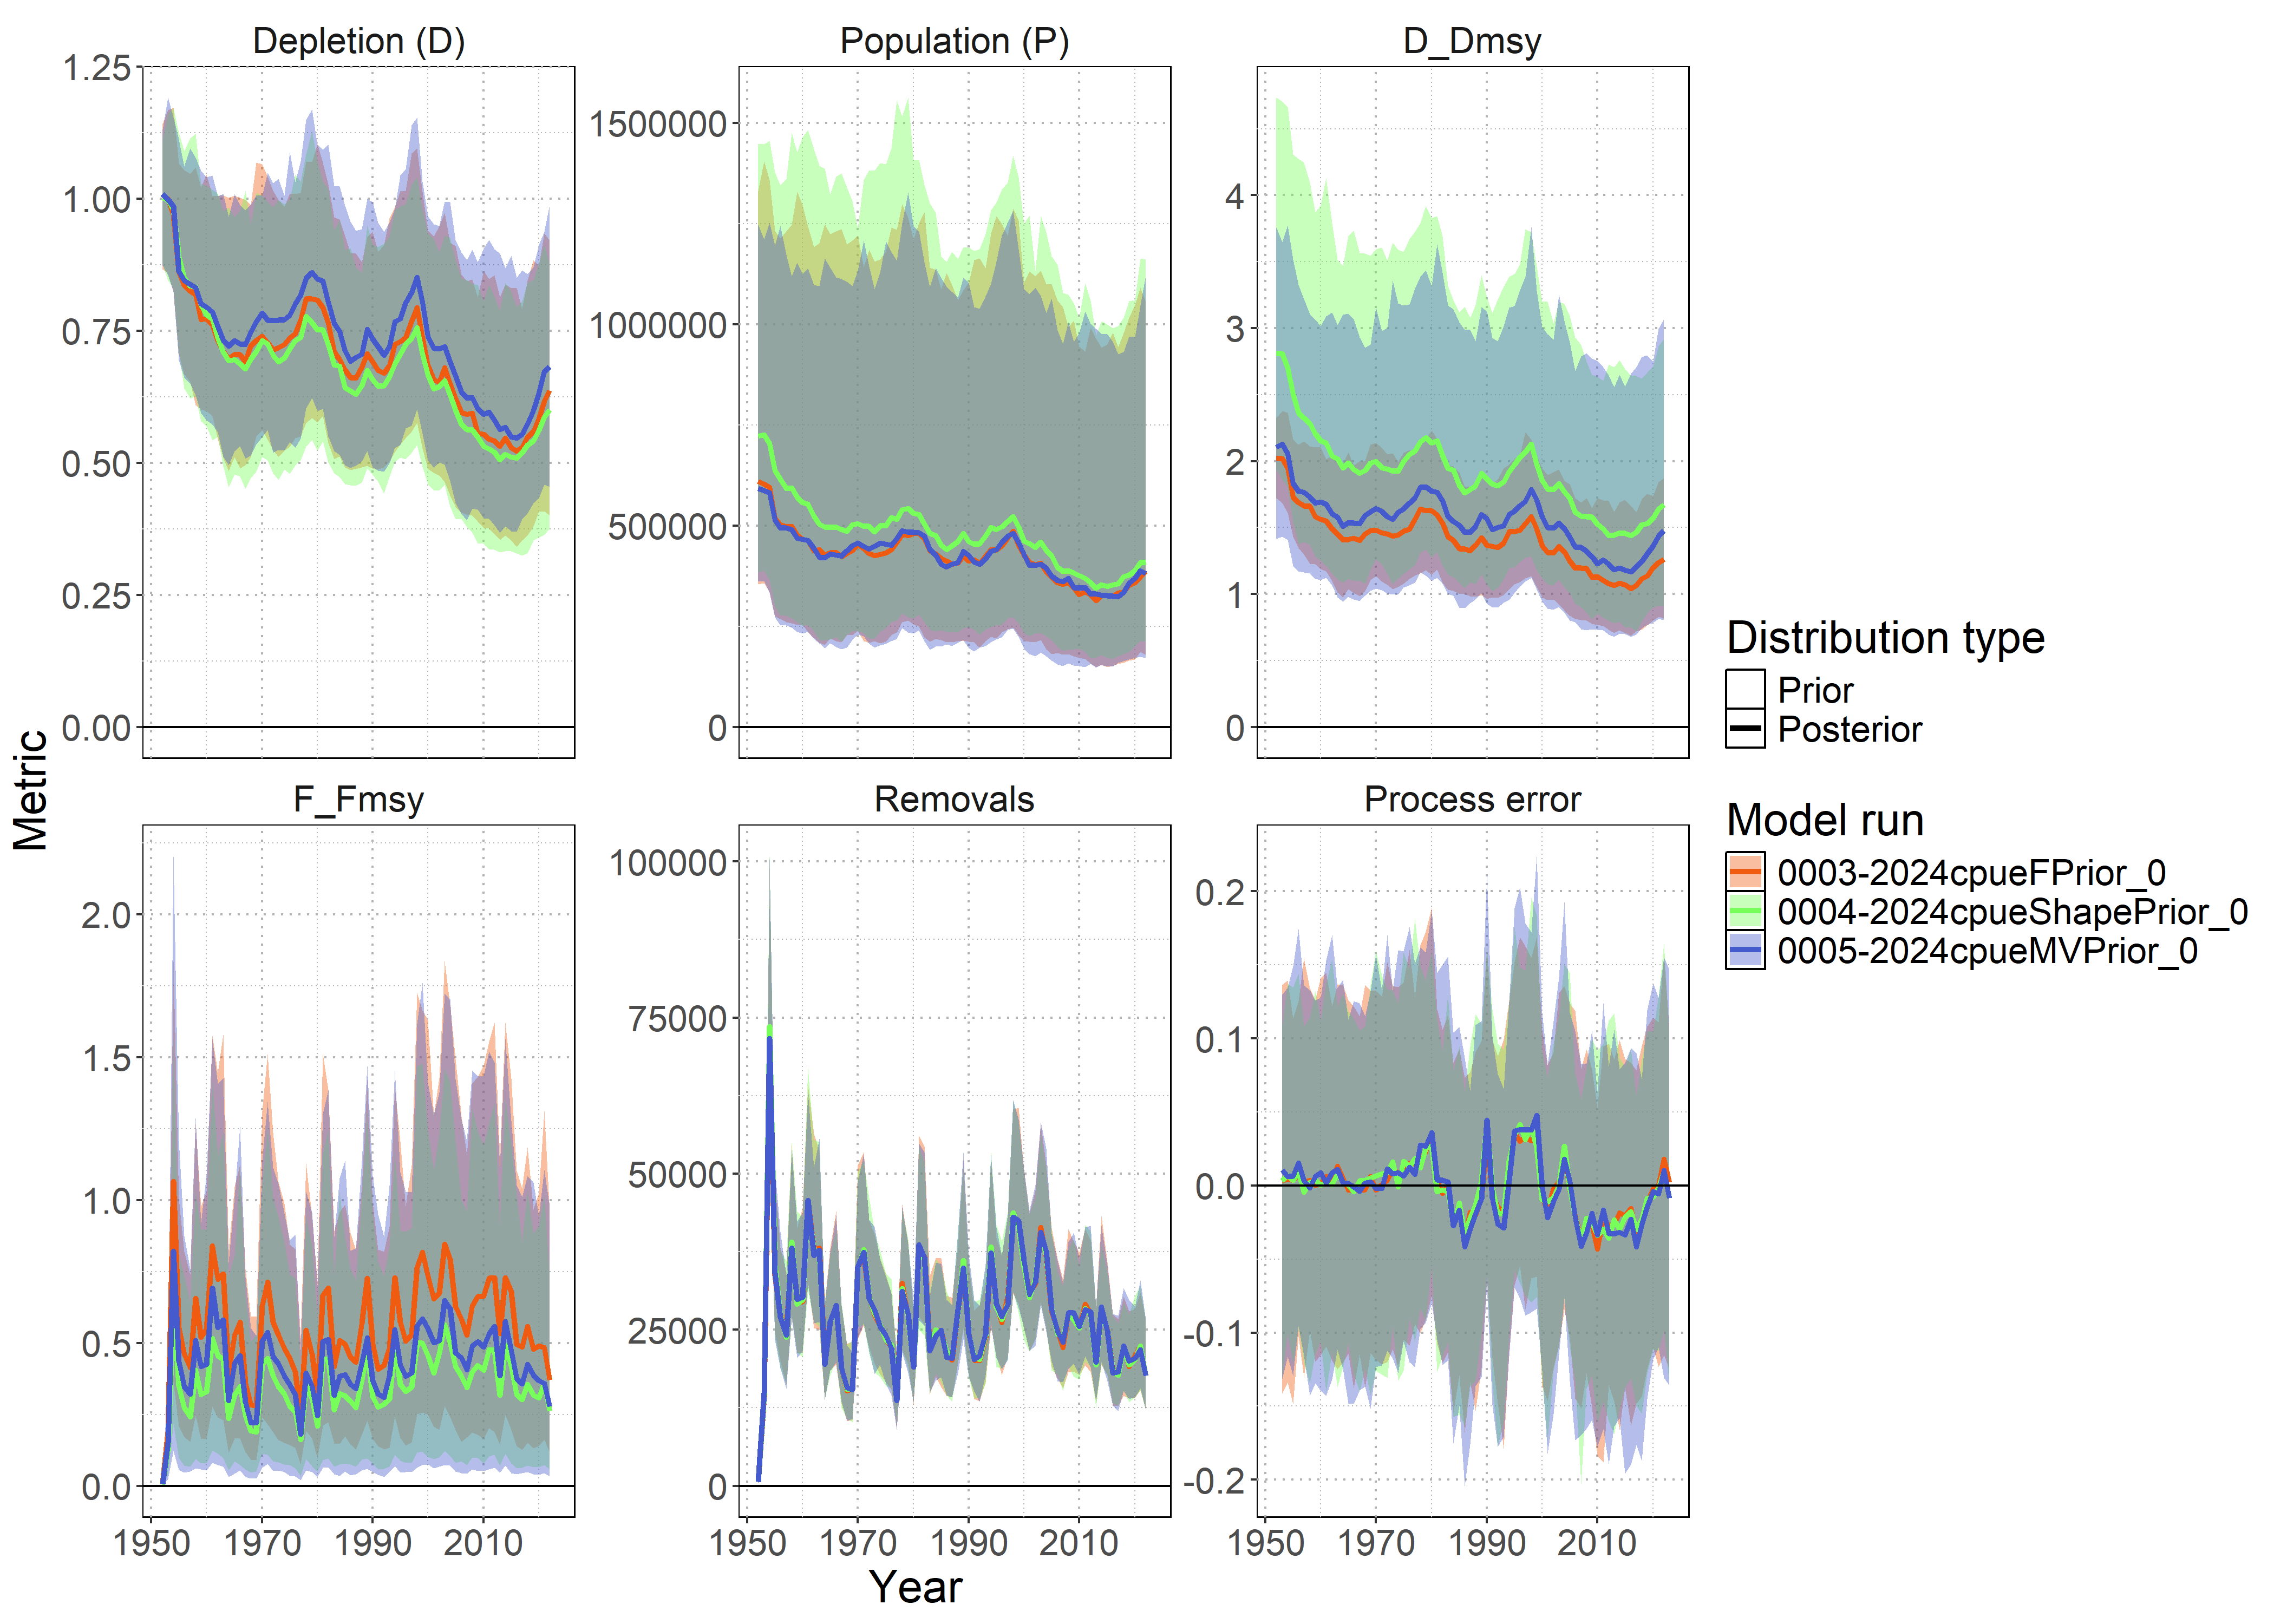 Depletion (D)
Population (P)
D_Dmsy
1.25
1.00
0.75
0.50
0.25
0.00
1500000
1000000
500000
0
4
3
2
1
0
F_Fmsy
Removals
Process error
2.0
1.5
1.0
0.5
0.0
100000
75000
50000
25000
0
0.2
0.1
0.0
-0.1
-0.2
1950 1970 1990 2010
1950 1970 1990 2010
1950 1970 1990 2010
Metric
Year
Distribution type
Prior
Posterior
Model run
0003-2024cpueFPrior_0
0004-2024cpueShapePrior_0
0005-2024cpueMVPrior_0